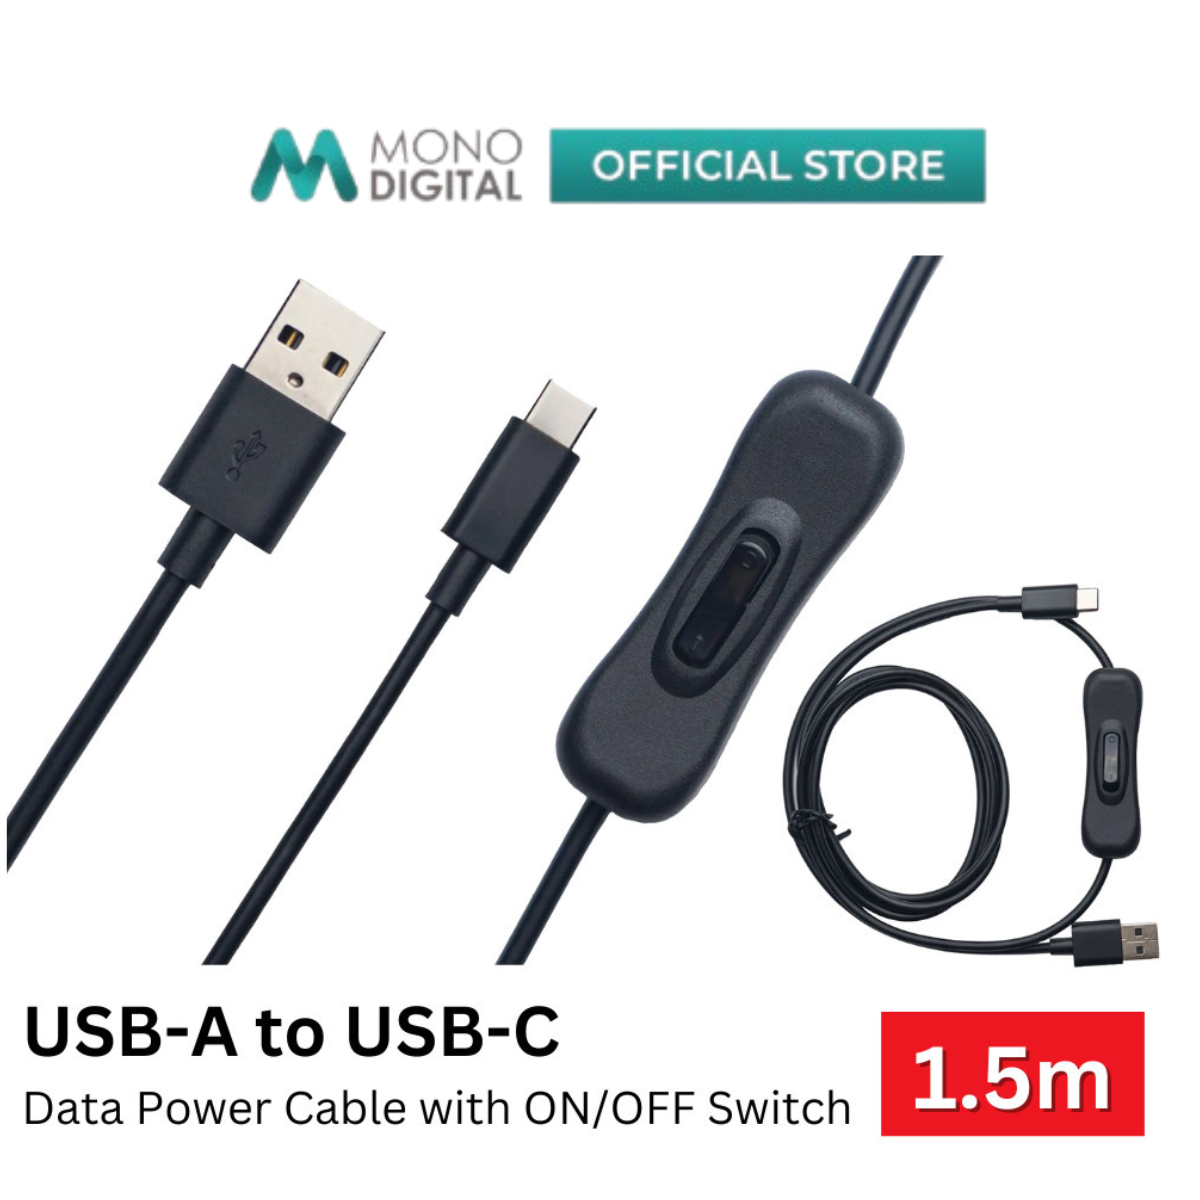 MONO
DIGITAL
OFFICIAL STORE
USB-A to USB-C
Data Power Cable with ON/OFF Switch
1.5m